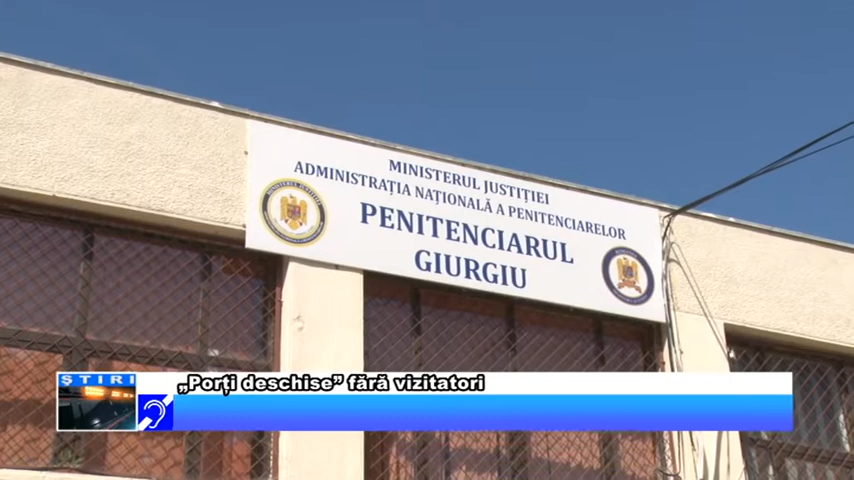 MINISTERUL JUSTIȚIEI
ADMINISTRAȚIA NAȚIONALĂ A PENITENCIARELOR
PENITENCIARUL
GIURGIU
ȘTIRI
„Porți deschise” fără vizitatori